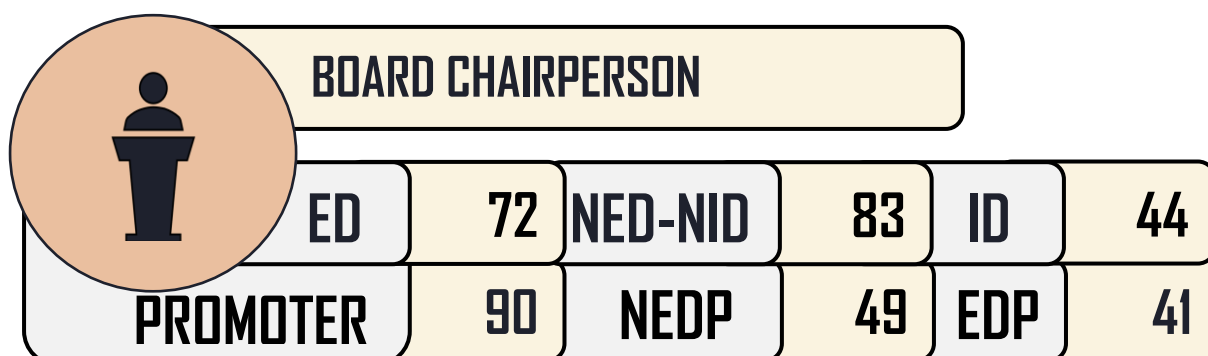 BOARD CHAIRPERSON
ED 72 NED-NID 83 ID 44
PROMOTER 90 NEDP 49 EDP 41